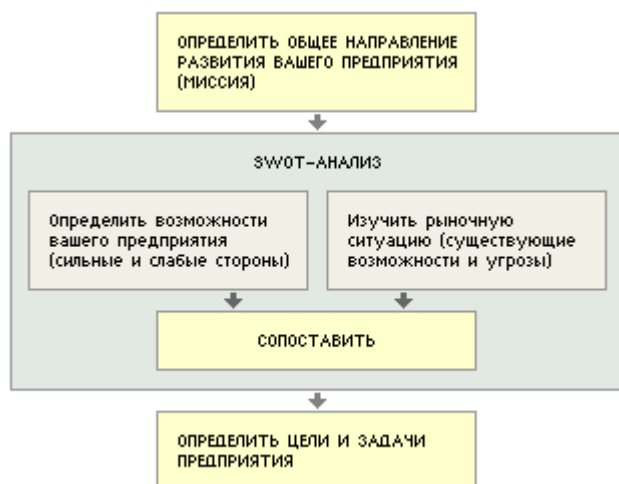 ОПРЕДЕЛИТЬ ОБЩЕЕ НАПРАВЛЕНИЕ
РАЗВИТИЯ ВАШЕГО ПРЕДПРИЯТИЯ
(МИССИЯ)
SWOT-АНАЛИЗ
Определить возможности
вашего предприятия
(сильные и слабые стороны)
Изучить рыночную
ситуацию (существующие
возможности и угрозы)
СОПОСТАВИТЬ
ОПРЕДЕЛИТЬ ЦЕЛИ И ЗАДАЧИ
ПРЕДПРИЯТИЯ